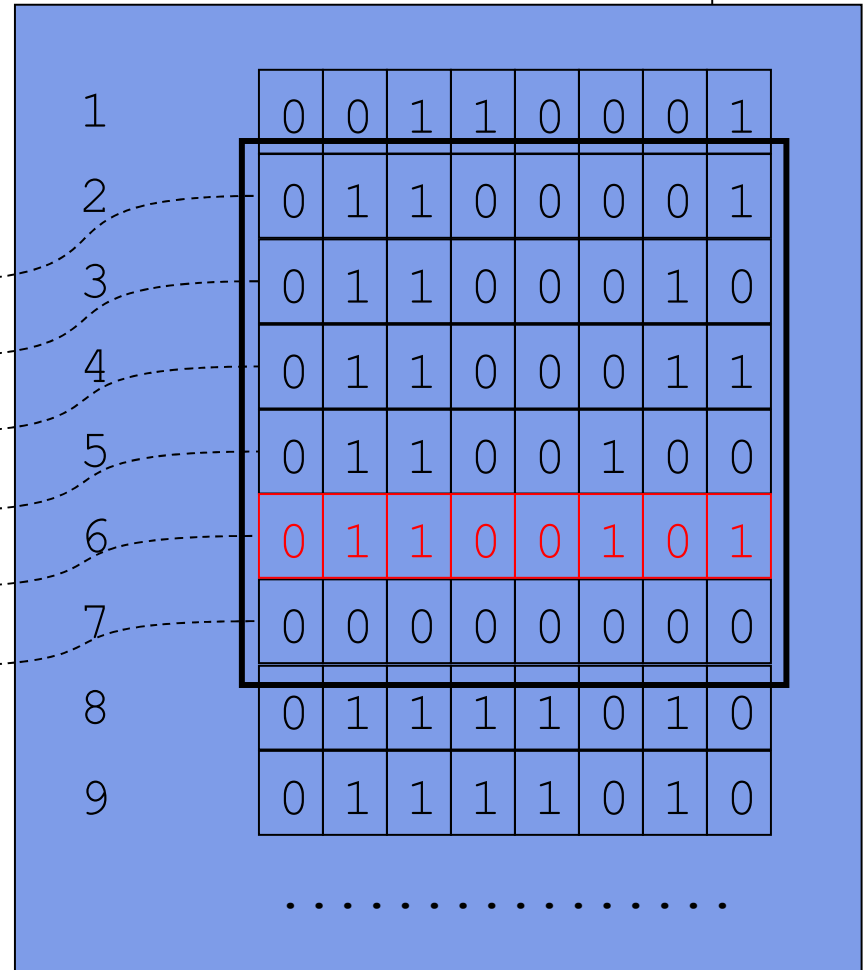 1 0 0 1 1 0 0 0 1
2 0 1 1 0 0 0 0 1
3 0 1 1 0 0 0 1 0
4 0 1 1 0 0 0 1 1
5 0 1 1 0 0 1 0 0
6 0 1 1 0 0 1 0 1
7 0 0 0 0 0 0 0 0
8 0 1 1 1 1 0 1 0
9 0 1 1 1 1 0 1 0
. . . . . . . . . . . . . . . .